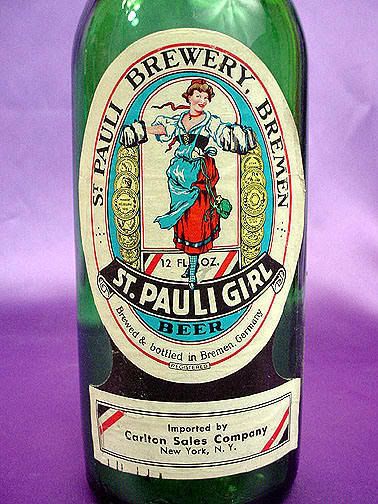 ST. PAULI BREWERY, BREMEN
12 FL. OZ.
ST. PAULI GIRL
BEER
Brewed & bottled in Bremen, Germany
REGISTERED
Imported by
Carlton Sales Company
New York, N. Y.